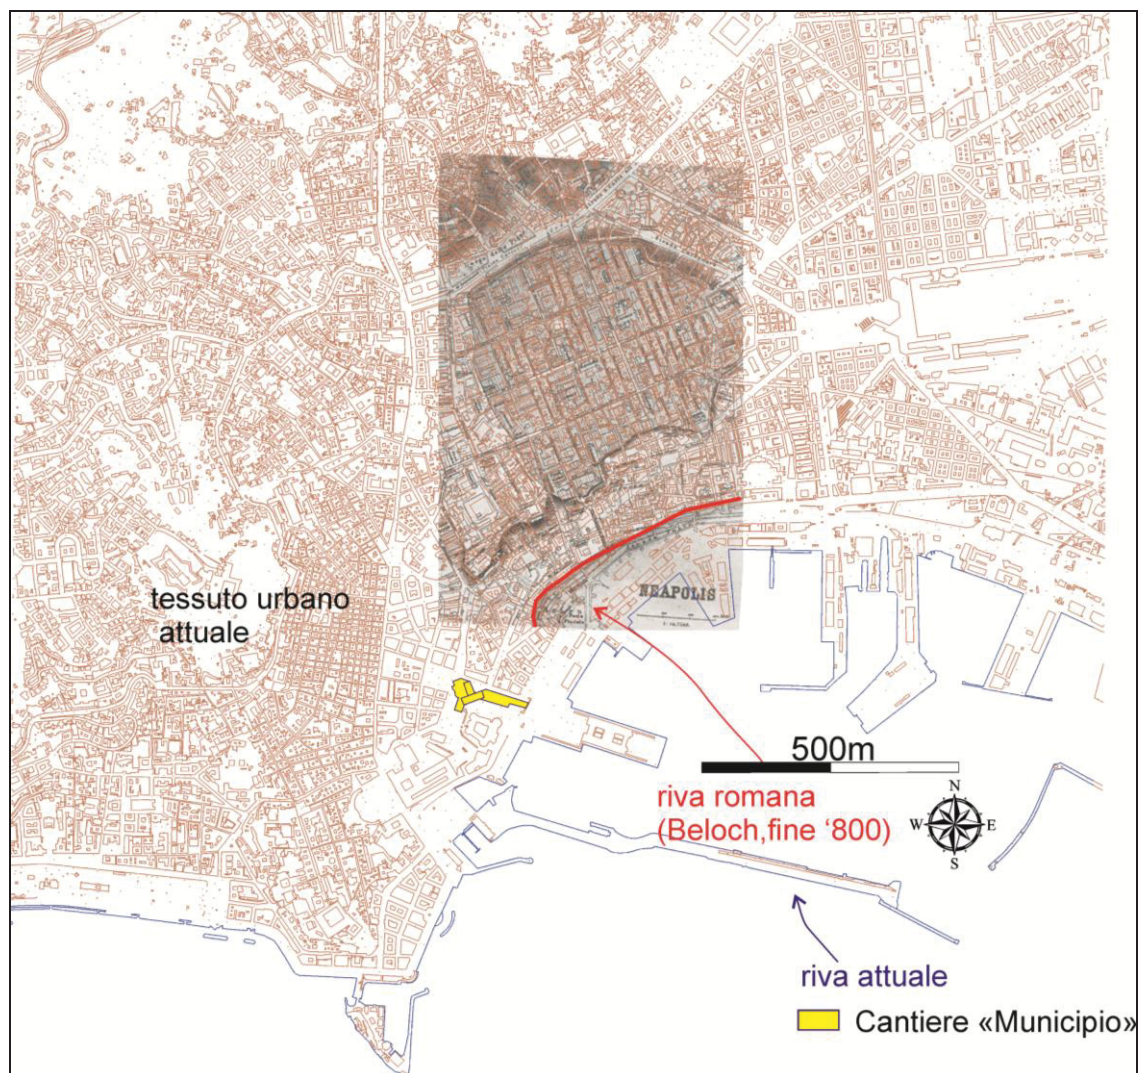 tessuto urbano
attuale
NEAPOLIS
500m
riva romana
(Beloch,fine ‘800)
N
W E
S
riva attuale
Cantiere «Municipio»